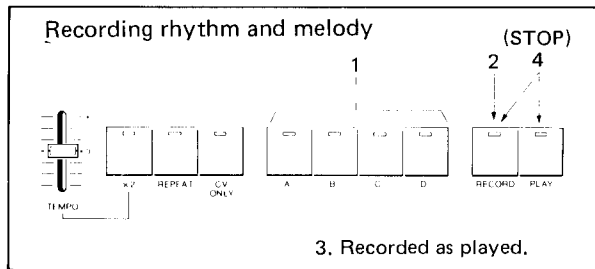 Recording rhythm and melody
(STOP)
1 2 4
X2 REPEAT CV ONLY A B C D RECORD PLAY
TEMPO
3. Recorded as played.